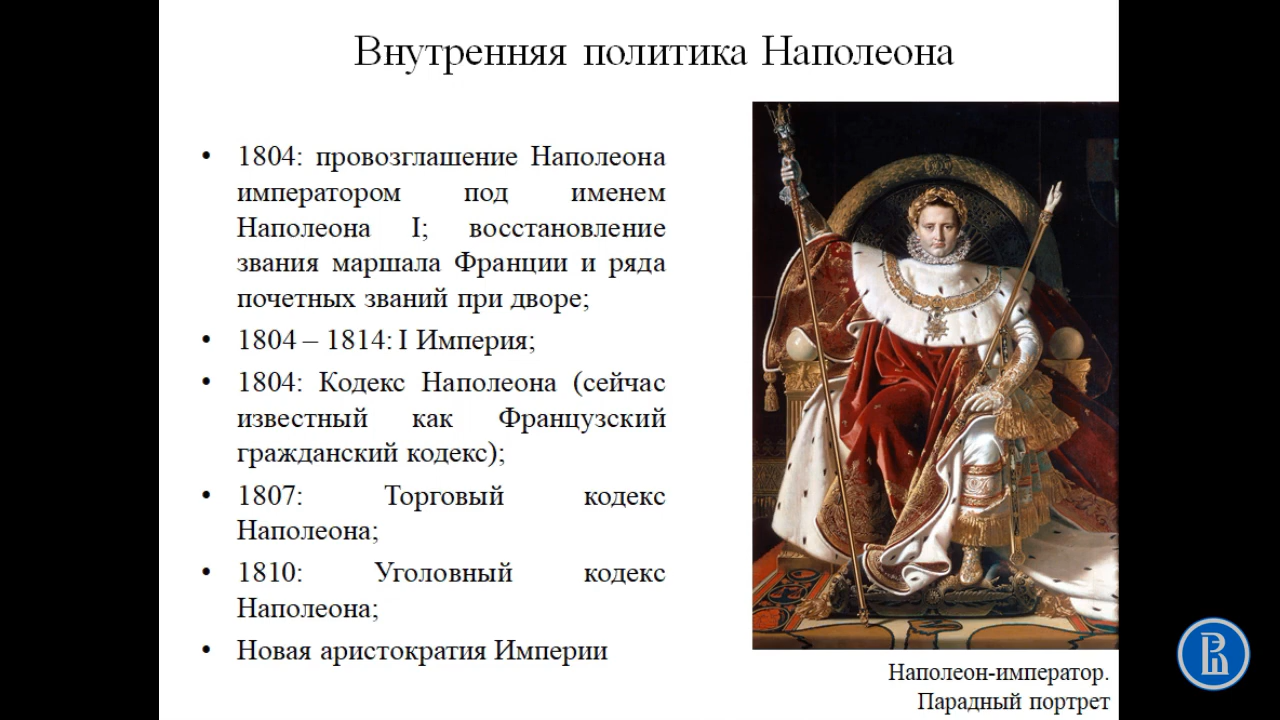 Внутренняя политика Наполеона
• 1804: провозглашение Наполеона
императором под именем
Наполеона I; восстановление
звания маршала Франции и ряда
почетных званий при дворе;
• 1804 – 1814: I Империя;
• 1804: Кодекс Наполеона (сейчас
известный как Французский
гражданский кодекс);
• 1807: Торговый кодекс
Наполеона;
• 1810: Уголовный кодекс
Наполеона;
• Новая аристократия Империи
Наполеон-император.
Парадный портрет